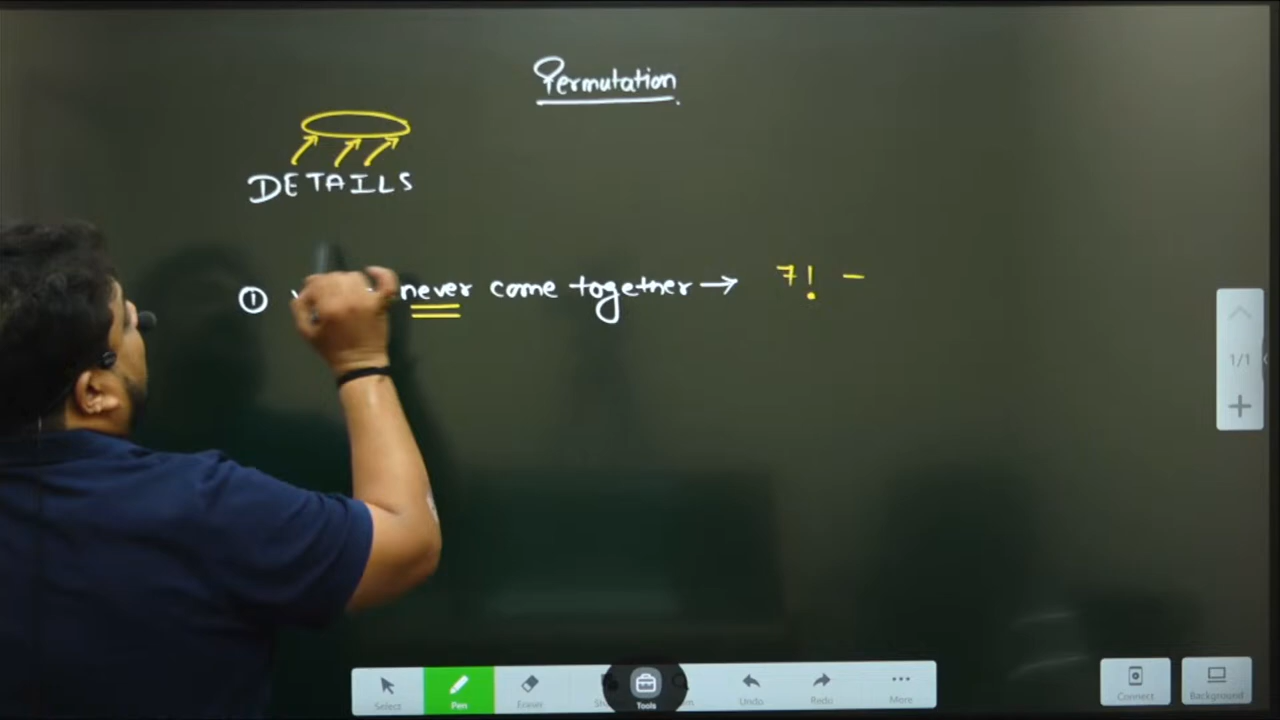 Permutation
DETAILS
① never come together → 7! −
1/1
Select Pen Eraser Tools Undo Redo More Connect Background